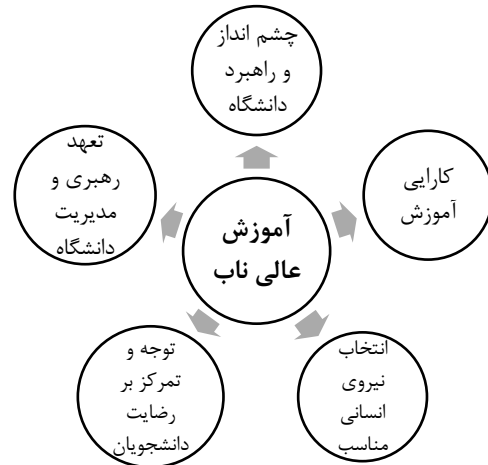 چشم انداز
و راهبرد
دانشگاه
کارایی
آموزش
انتخاب
نیروی
انسانی
مناسب
توجه و
تمرکز بر
رضایت
دانشجویان
تعهد
رهبری و
مدیریت
دانشگاه
آموزش
عالی ناب